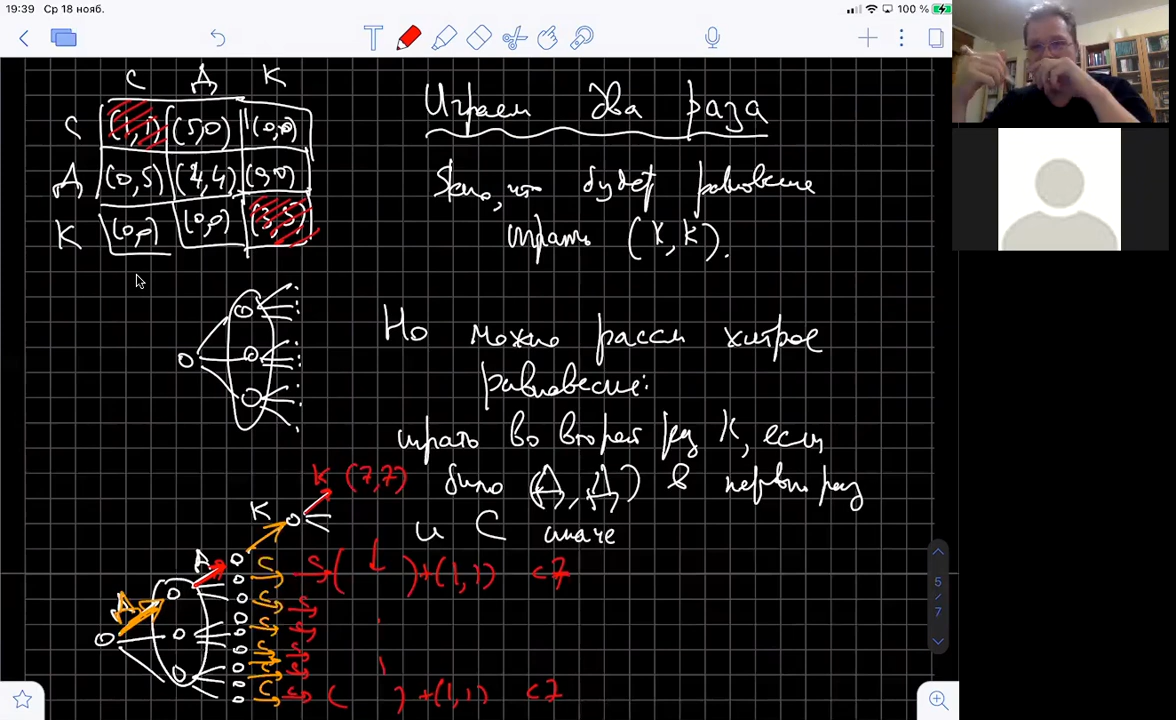 19:39 Ср 18 нояб.
100 %
С Д К
С (1,1) (5,0) (0,0)
Д (0,5) (4,4) (0,0)
К (0,0) (0,0) (3,3)
Играем два раза
Ясно, что будет равновесие
играть (К,К).
Но можно рассм хитрое
равновесие:
играть во второй раз К, если
было (Д,Д) в первый раз
и С иначе
К (7,7)
К
Д
С С ( ) + (1,1) < 7
С С
С С
Д
С С
С С
С С
С С ( ) + (1,1) < 7
5
/
7